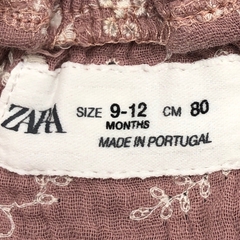 ZARA
SIZE 9-12 CM 80
MONTHS
MADE IN PORTUGAL